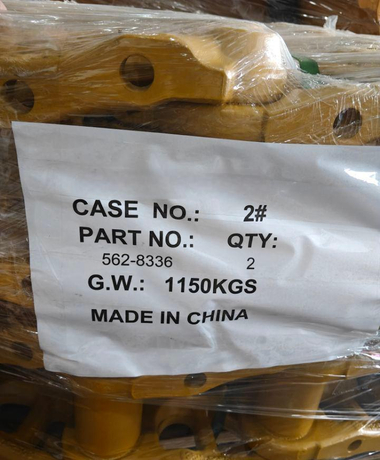 CASE NO.: 2#
PART NO.: QTY:
562-8336 2
G.W.: 1150KGS
MADE IN CHINA